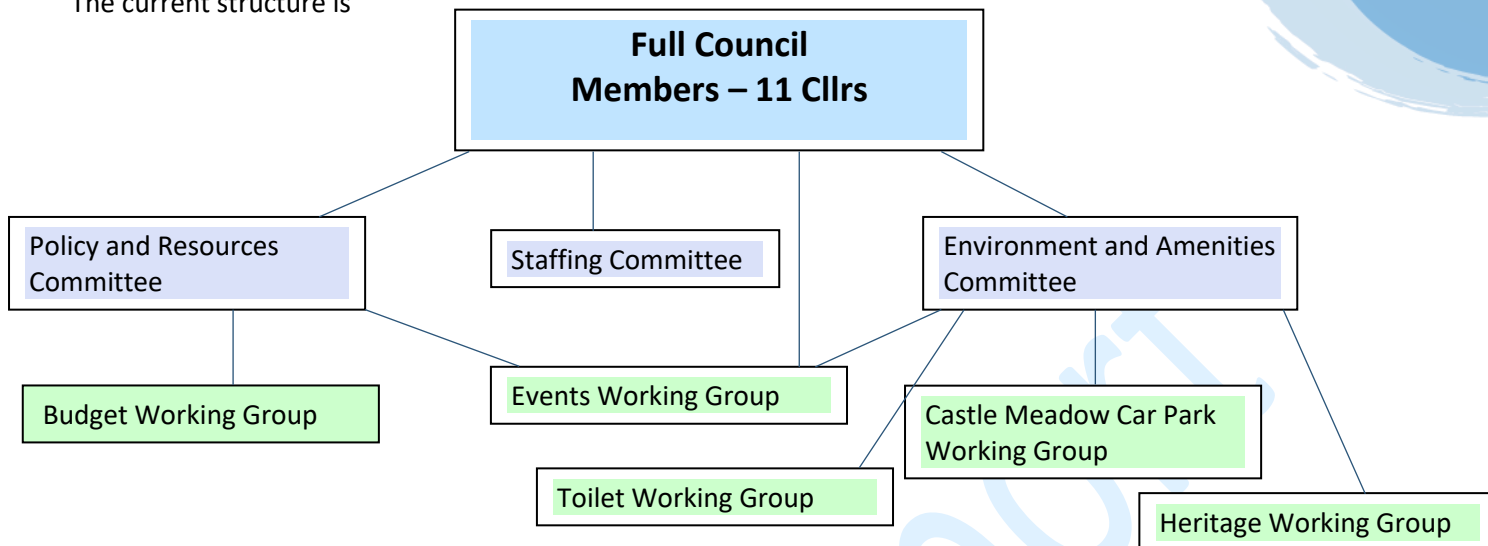 The current structure is
Full Council
Members – 11 Cllrs
Policy and Resources
Committee
Staffing Committee
Environment and Amenities
Committee
Budget Working Group
Events Working Group
Castle Meadow Car Park
Working Group
Toilet Working Group
Heritage Working Group